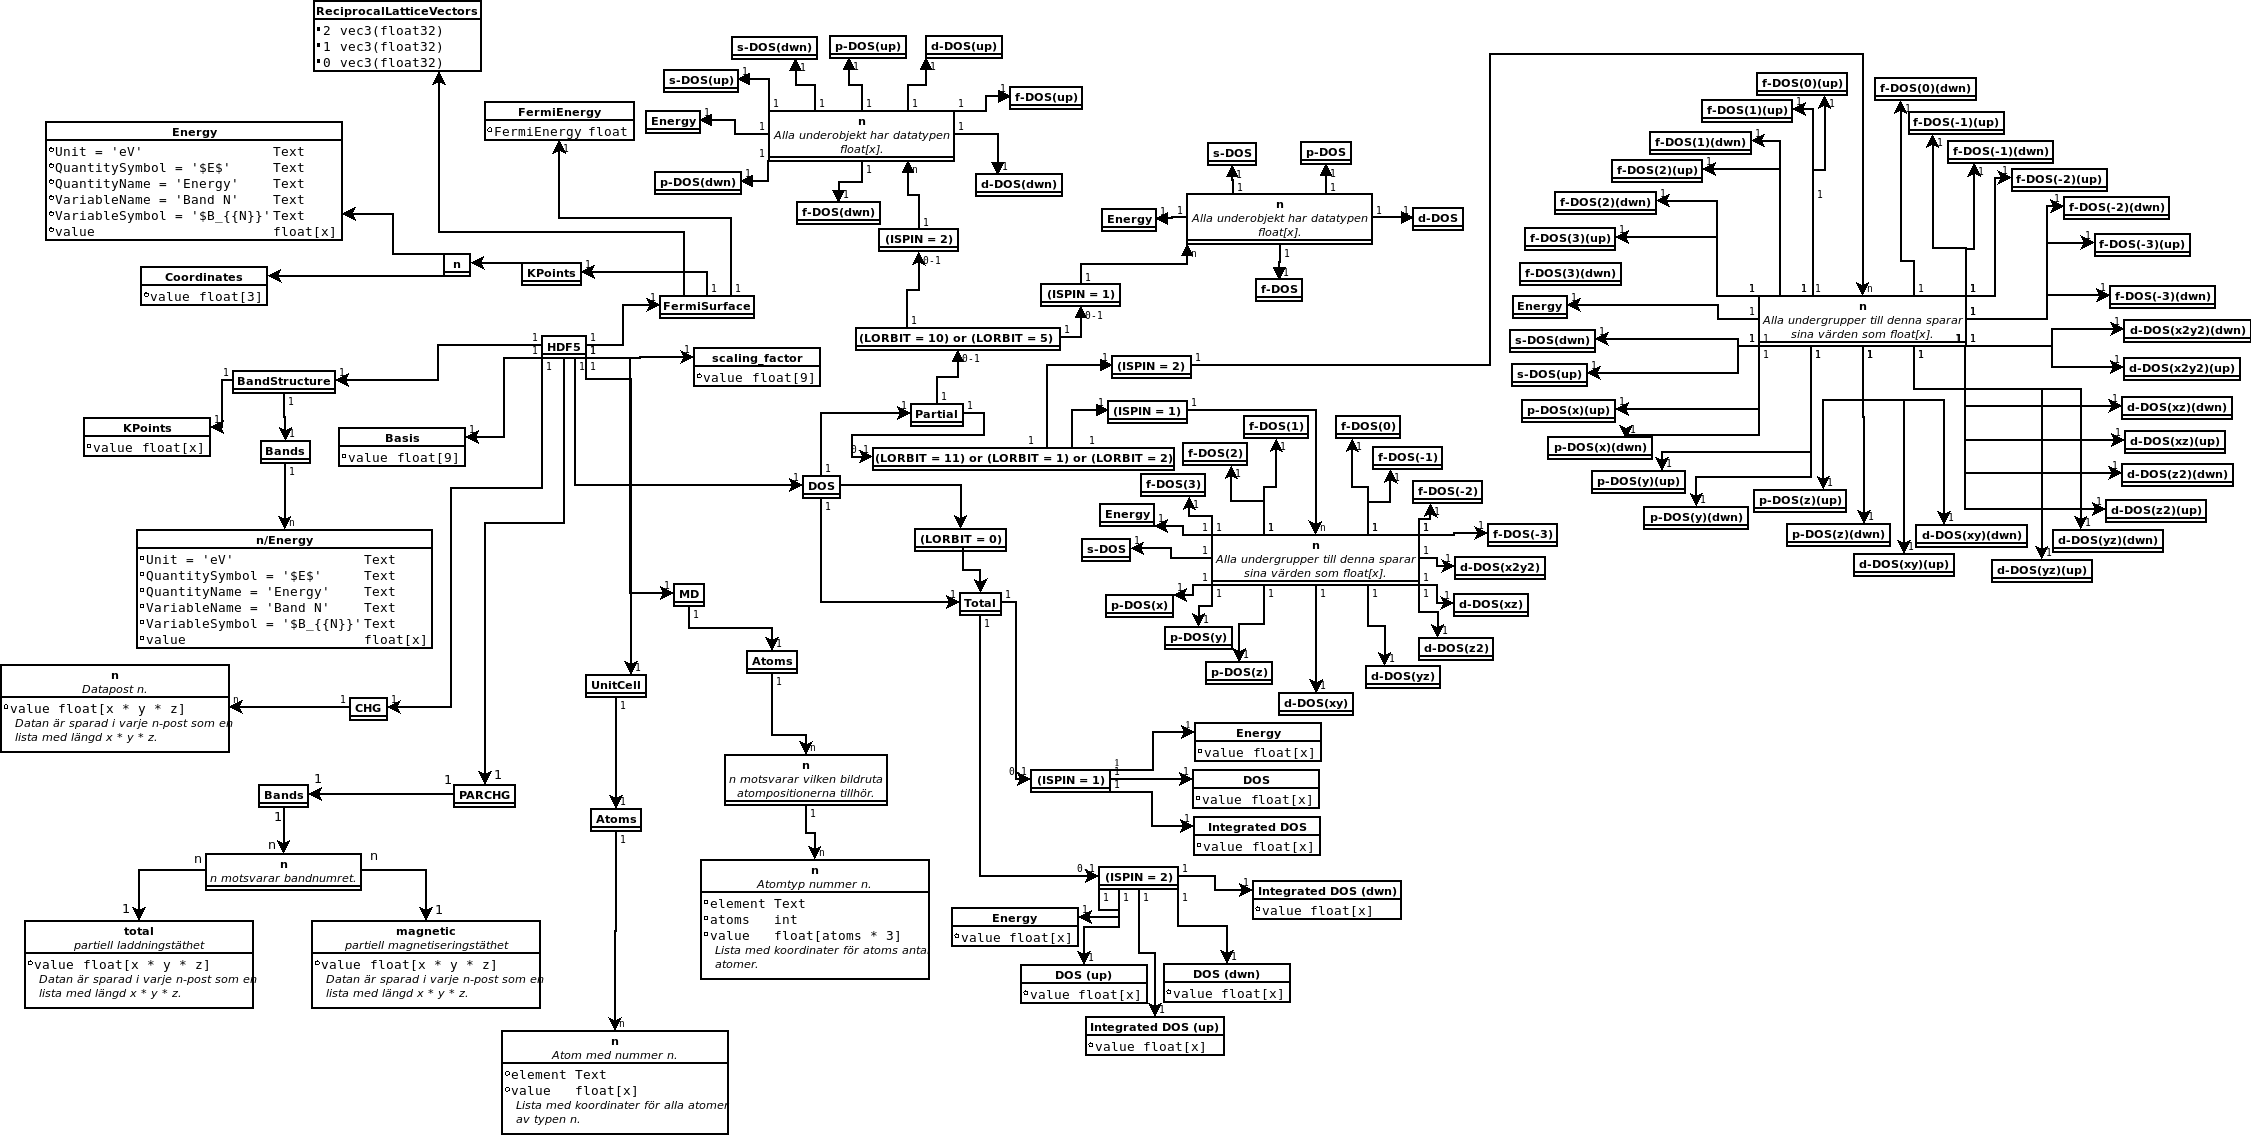 ReciprocalLatticeVectors
2 vec3(float32)
1 vec3(float32)
0 vec3(float32)
FermiEnergy
FermiEnergy float
Energy
Unit = 'eV' Text
QuantitySymbol = '$E$' Text
QuantityName = 'Energy' Text
VariableName = 'Band N' Text
VariableSymbol = '$B_{{N}}' Text
value float[x]
Coordinates
value float[3]
n
KPoints
FermiSurface
HDF5
scaling_factor
value float[9]
BandStructure
KPoints
value float[x]
Bands
Basis
value float[9]
n/Energy
Unit = 'eV' Text
QuantitySymbol = '$E$' Text
QuantityName = 'Energy' Text
VariableName = 'Band N' Text
VariableSymbol = '$B_{{N}}' Text
value float[x]
n
Datapost n.
value float[x * y * z]
Datan är sparad i varje n-post som en
lista med längd x * y * z.
CHG
PARCHG
Bands
n
n motsvarar bandnumret.
total
partiell laddningstäthet
value float[x * y * z]
Datan är sparad i varje n-post som en
lista med längd x * y * z.
magnetic
partiell magnetiseringstäthet
value float[x * y * z]
Datan är sparad i varje n-post som en
lista med längd x * y * z.
UnitCell
Atoms
n
Atom med nummer n.
element Text
value float[x]
Lista med koordinater för alla atomer
av typen n.
MD
Atoms
n
n motsvarar vilken bildruta
atompositionerna tillhör.
n
Atomtyp nummer n.
element Text
atoms int
value float[atoms * 3]
Lista med koordinater för atoms antal
atomer.
s-DOS(dwn)
p-DOS(up)
d-DOS(up)
s-DOS(up)
f-DOS(up)
Energy
n
Alla underobjekt har datatypen
float[x].
p-DOS(dwn)
d-DOS(dwn)
f-DOS(dwn)
(ISPIN = 2)
s-DOS
p-DOS
Energy
n
Alla underobjekt har datatypen
float[x].
d-DOS
f-DOS
(ISPIN = 1)
(LORBIT = 10) or (LORBIT = 5)
Partial
(LORBIT = 11) or (LORBIT = 1) or (LORBIT = 2)
(ISPIN = 2)
(ISPIN = 1)
DOS
(LORBIT = 0)
Total
f-DOS(1)
f-DOS(0)
f-DOS(2)
f-DOS(-1)
f-DOS(3)
f-DOS(-2)
Energy
f-DOS(-3)
s-DOS
n
Alla undergrupper till denna sparar
sina värden som float[x].
d-DOS(x2y2)
p-DOS(x)
d-DOS(xz)
p-DOS(y)
d-DOS(z2)
p-DOS(z)
d-DOS(yz)
d-DOS(xy)
(ISPIN = 1)
Energy
value float[x]
DOS
value float[x]
Integrated DOS
value float[x]
(ISPIN = 2)
Integrated DOS (dwn)
value float[x]
Energy
value float[x]
DOS (up)
value float[x]
DOS (dwn)
value float[x]
Integrated DOS (up)
value float[x]
f-DOS(0)(up)
f-DOS(0)(dwn)
f-DOS(1)(up)
f-DOS(-1)(up)
f-DOS(1)(dwn)
f-DOS(-1)(dwn)
f-DOS(2)(up)
f-DOS(-2)(up)
f-DOS(2)(dwn)
f-DOS(-2)(dwn)
f-DOS(3)(up)
f-DOS(-3)(up)
f-DOS(3)(dwn)
f-DOS(-3)(dwn)
Energy
n
Alla undergrupper till denna sparar
sina värden som float[x].
d-DOS(x2y2)(dwn)
s-DOS(dwn)
d-DOS(x2y2)(up)
s-DOS(up)
d-DOS(xz)(dwn)
p-DOS(x)(up)
d-DOS(xz)(up)
p-DOS(x)(dwn)
d-DOS(z2)(dwn)
p-DOS(y)(up)
d-DOS(z2)(up)
p-DOS(z)(up)
p-DOS(y)(dwn)
p-DOS(z)(dwn)
d-DOS(xy)(dwn)
d-DOS(yz)(dwn)
d-DOS(xy)(up)
d-DOS(yz)(up)